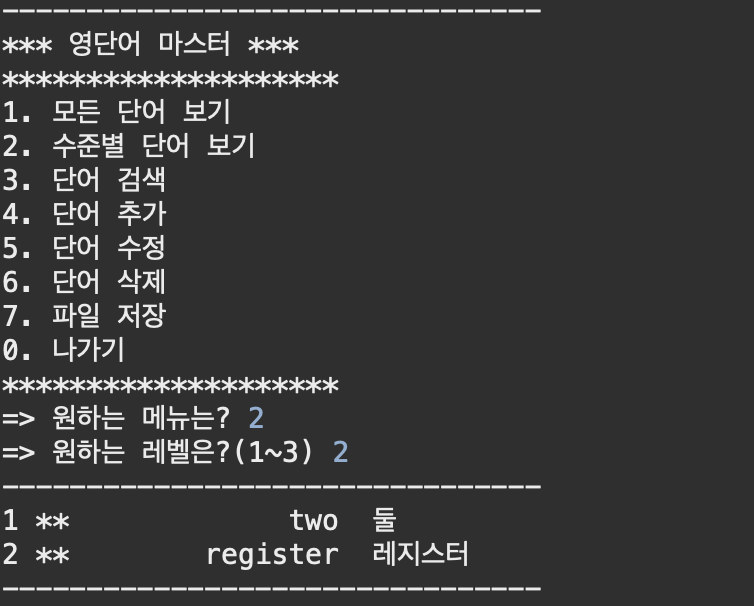 --------------------------------
*** 영단어 마스터 ***
********************
1. 모든 단어 보기
2. 수준별 단어 보기
3. 단어 검색
4. 단어 추가
5. 단어 수정
6. 단어 삭제
7. 파일 저장
0. 나가기
********************
=> 원하는 메뉴는? 2
=> 원하는 레벨은?(1~3) 2
--------------------------------
1 **             two  둘
2 **        register  레지스터
--------------------------------